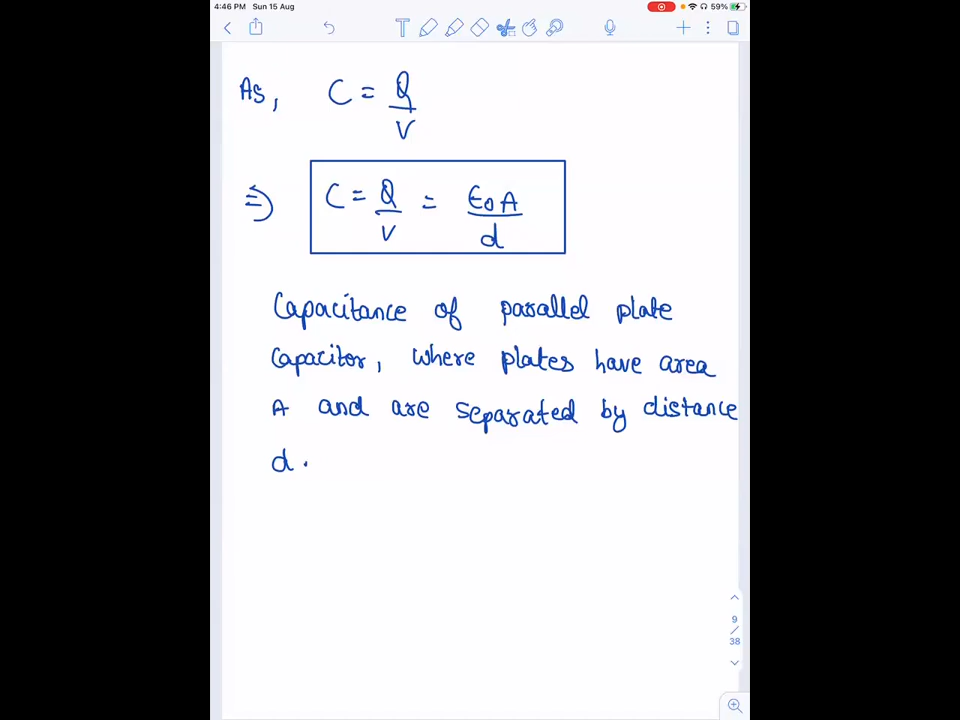 4:46 PM Sun 15 Aug 59%
As, C = Q/V
⇒ C = Q/V = ε₀A/d
Capacitance of parallel plate
capacitor, where plates have area
A and are separated by distance
d.
9
/
38